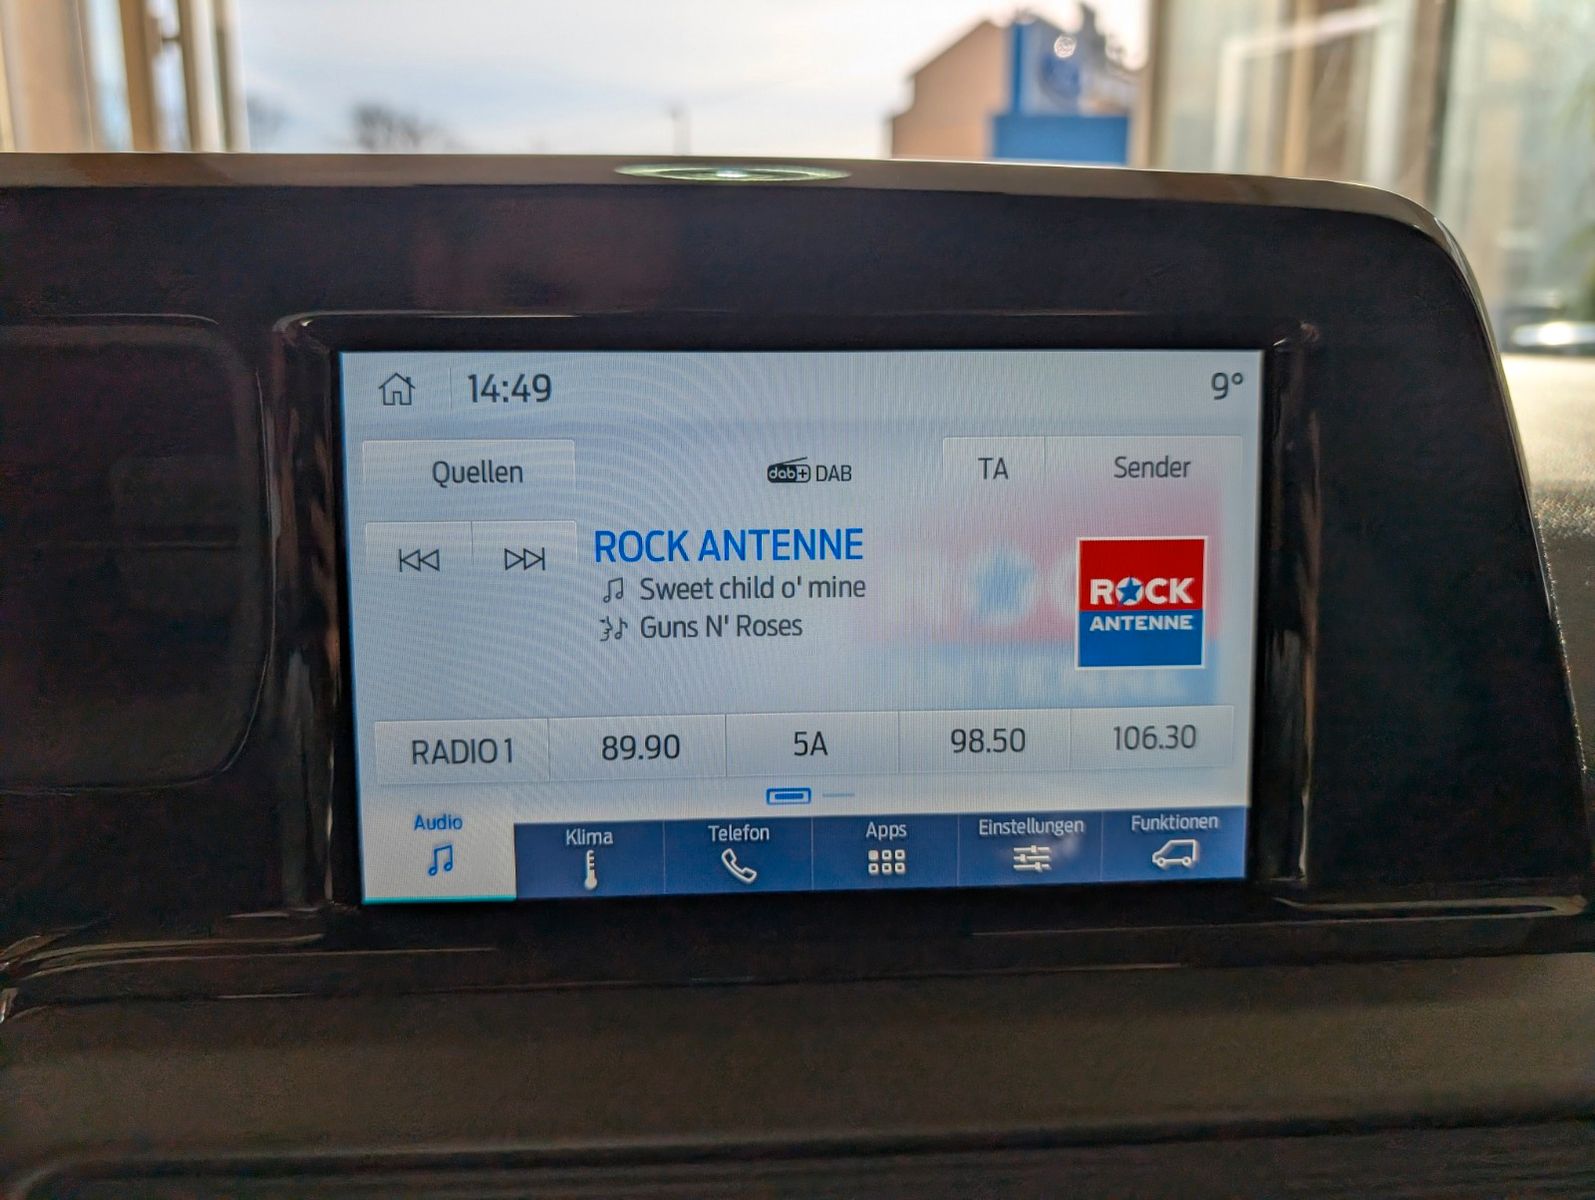 14:49
9°
Quellen
dab+ DAB
TA
Sender
ROCK ANTENNE
Sweet child o' mine
Guns N' Roses
ROCK
ANTENNE
RADIO 1
89.90
5A
98.50
106.30
Audio
Klima
Telefon
Apps
Einstellungen
Funktionen